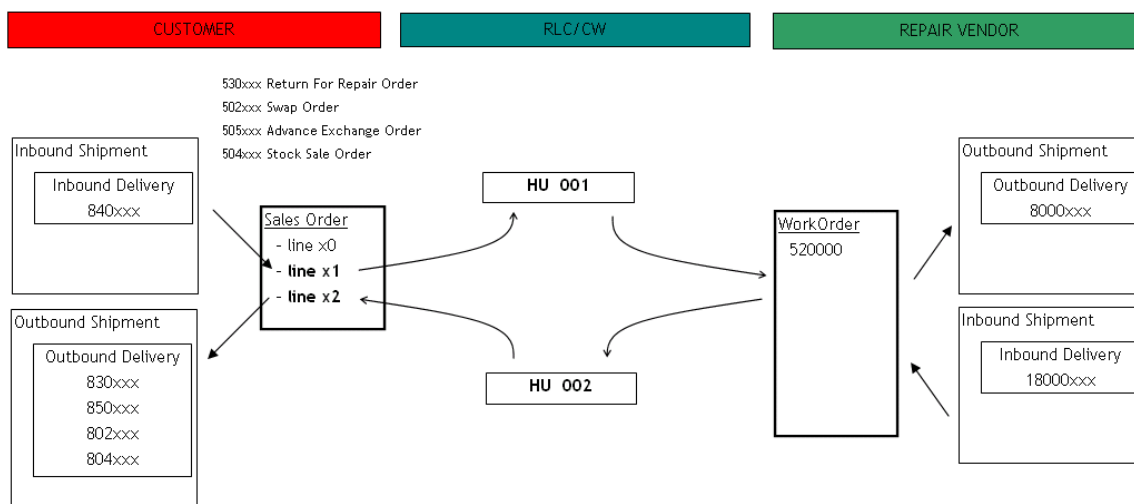 CUSTOMER
RLC/CW
REPAIR VENDOR
530xxx Return For Repair Order
502xxx Swap Order
505xxx Advance Exchange Order
504xxx Stock Sale Order
Inbound Shipment
Inbound Delivery
840xxx
Outbound Shipment
Outbound Delivery
830xxx
850xxx
802xxx
804xxx
Sales Order
- line x0
- line x1
- line x2
HU 001
HU 002
WorkOrder
520000
Outbound Shipment
Outbound Delivery
8000xxx
Inbound Shipment
Inbound Delivery
18000xxx